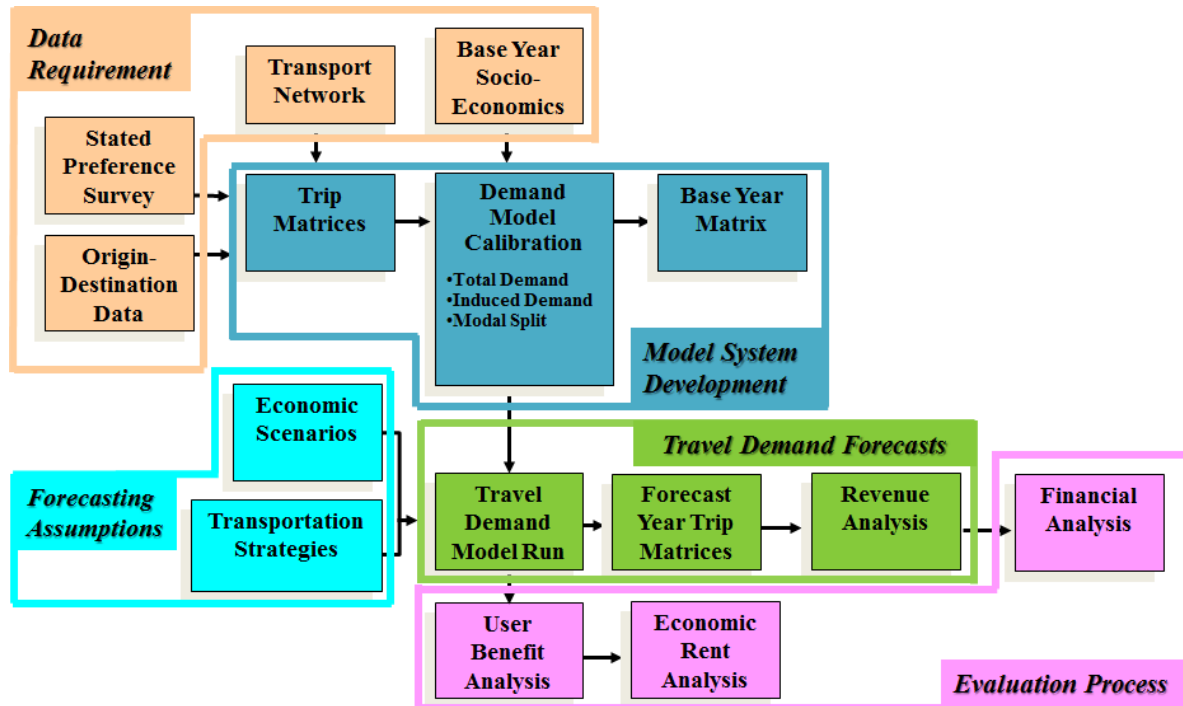 Data
Requirement
Transport
Network
Base Year
Socio-
Economics
Stated
Preference
Survey
Origin-
Destination
Data
Trip
Matrices
Demand
Model
Calibration
•Total Demand
•Induced Demand
•Modal Split
Base Year
Matrix
Model System
Development
Economic
Scenarios
Forecasting
Assumptions
Transportation
Strategies
Travel Demand Forecasts
Travel
Demand
Model Run
Forecast
Year Trip
Matrices
Revenue
Analysis
Financial
Analysis
User
Benefit
Analysis
Economic
Rent
Analysis
Evaluation Process